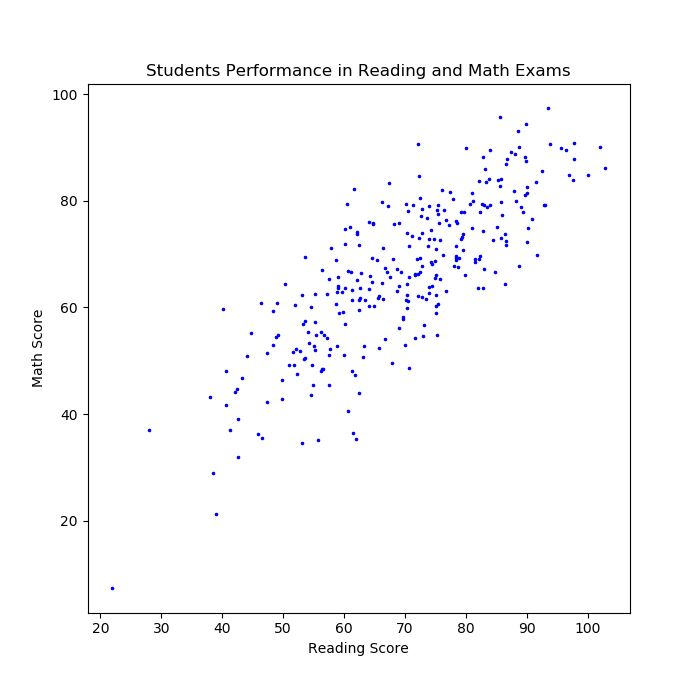 Students Performance in Reading and Math Exams
100
80
60
40
20
Math Score
20 30 40 50 60 70 80 90 100
Reading Score